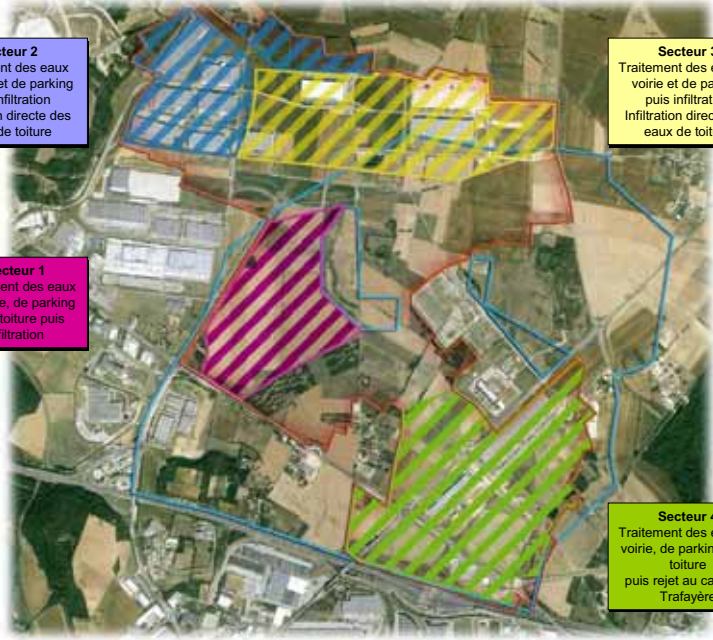 cteur 2
ent des eaux
et de parking
nfiltration
n directe des
de toiture
Secteur 3
Traitement des e
voirie et de pa
puis infiltrat
Infiltration direc
eaux de toit
ecteur 1
ent des eaux
e, de parking
toiture puis
filtration
Secteur 4
Traitement des e
voirie, de parkin
toiture
puis rejet au ca
Trafayère